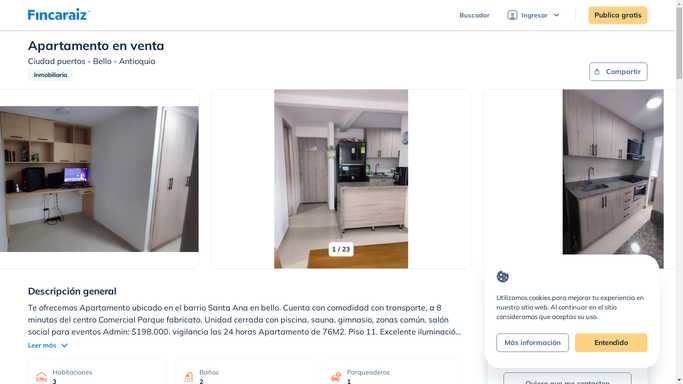 Fincaraiz
Buscador
Ingresar
Publica gratis
Apartamento en venta
Ciudad puertos - Bello - Antioquia
Inmobiliaria
Compartir
1 / 23
Descripción general
Te ofrecemos Apartamento ubicado en el barrio Santa Ana en bello. Cuenta con comodidad con transporte, a 8
minutos del centro Comercial Parque fabricato. Unidad cerrada con piscina, sauna, gimnasio, zonas comun, salón
social para eventos Admin: $198.000. vigilancia las 24 horas Apartamento de 76M2. Piso 11. Excelente iluminació...
Leer más
Habitaciones
3
Baños
2
Parqueaderos
1
Utilizamos cookies para mejorar tu experiencia en
nuestro sitio web. Al continuar en el sitio
consideramos que aceptas su uso.
Más información
Entendido
Quiero que me contacten